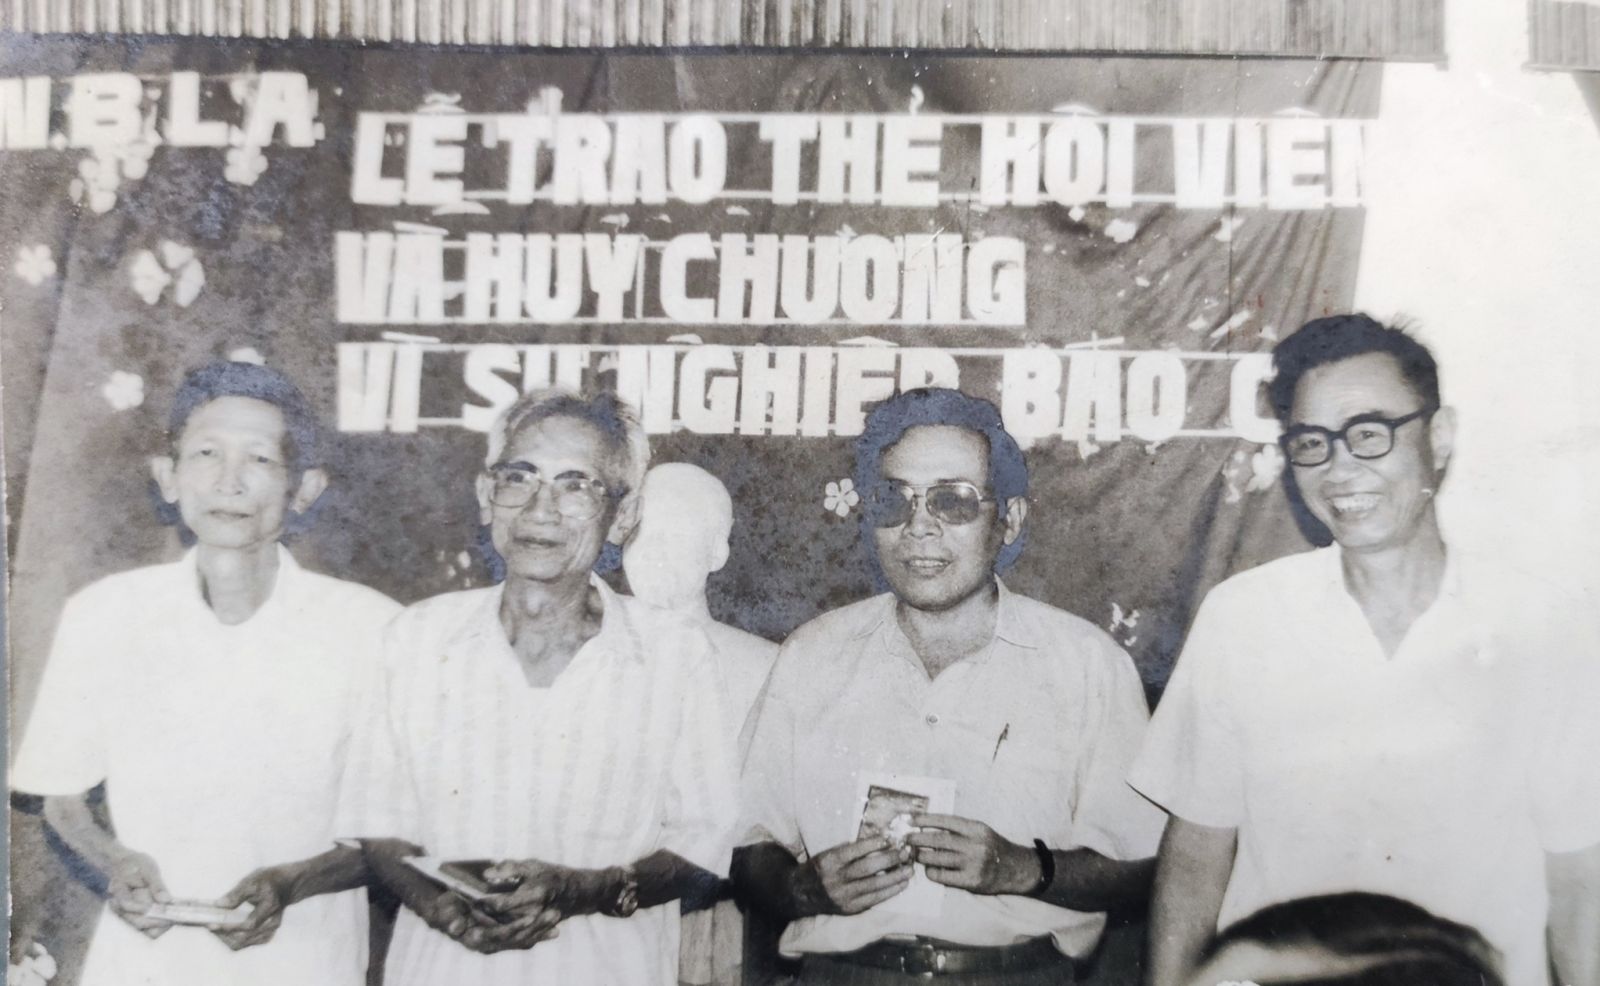 N.B.L.A.
LỄ TRAO THẺ HỘI VIÊN
VÀ HUY CHƯƠNG
VÌ SỰ NGHIỆP BÁO C